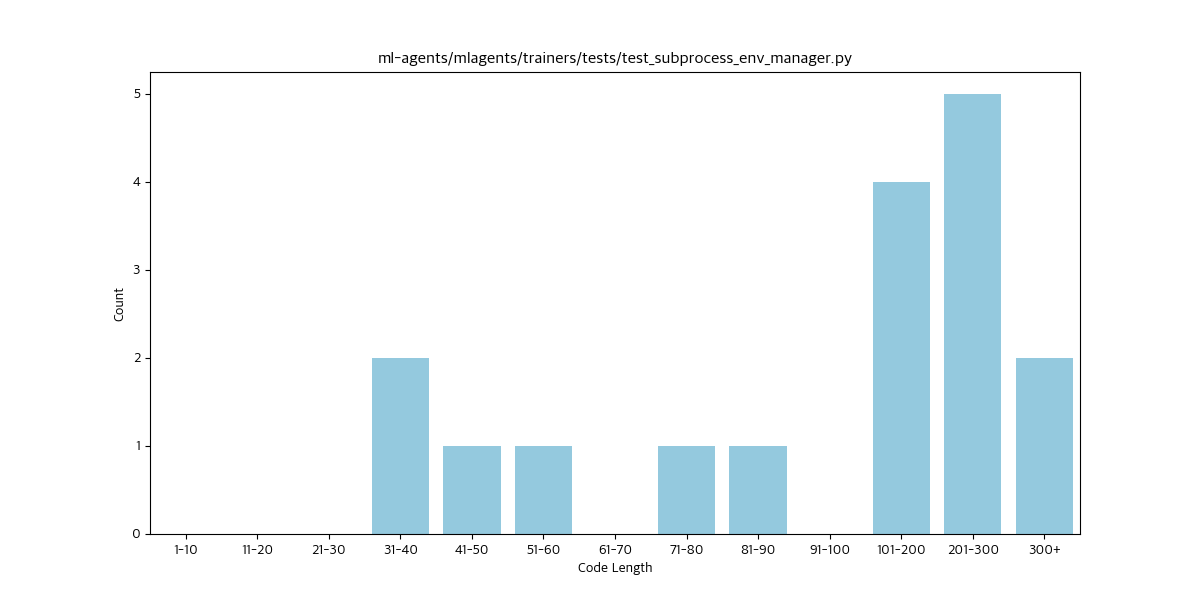 ml-agents/mlagents/trainers/tests/test_subprocess_env_manager.py
5
4
3
2
1
0
Count
1-10 11-20 21-30 31-40 41-50 51-60 61-70 71-80 81-90 91-100 101-200 201-300 300+
Code Length